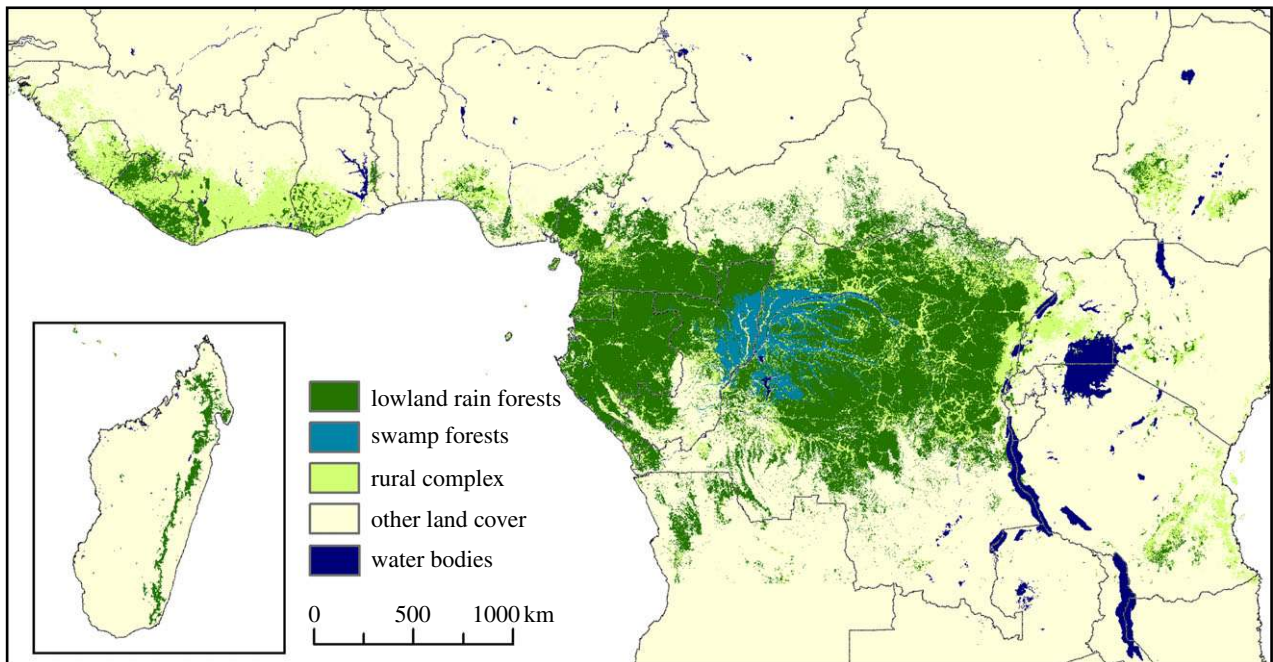 lowland rain forests
swamp forests
rural complex
other land cover
water bodies
0 500 1000 km